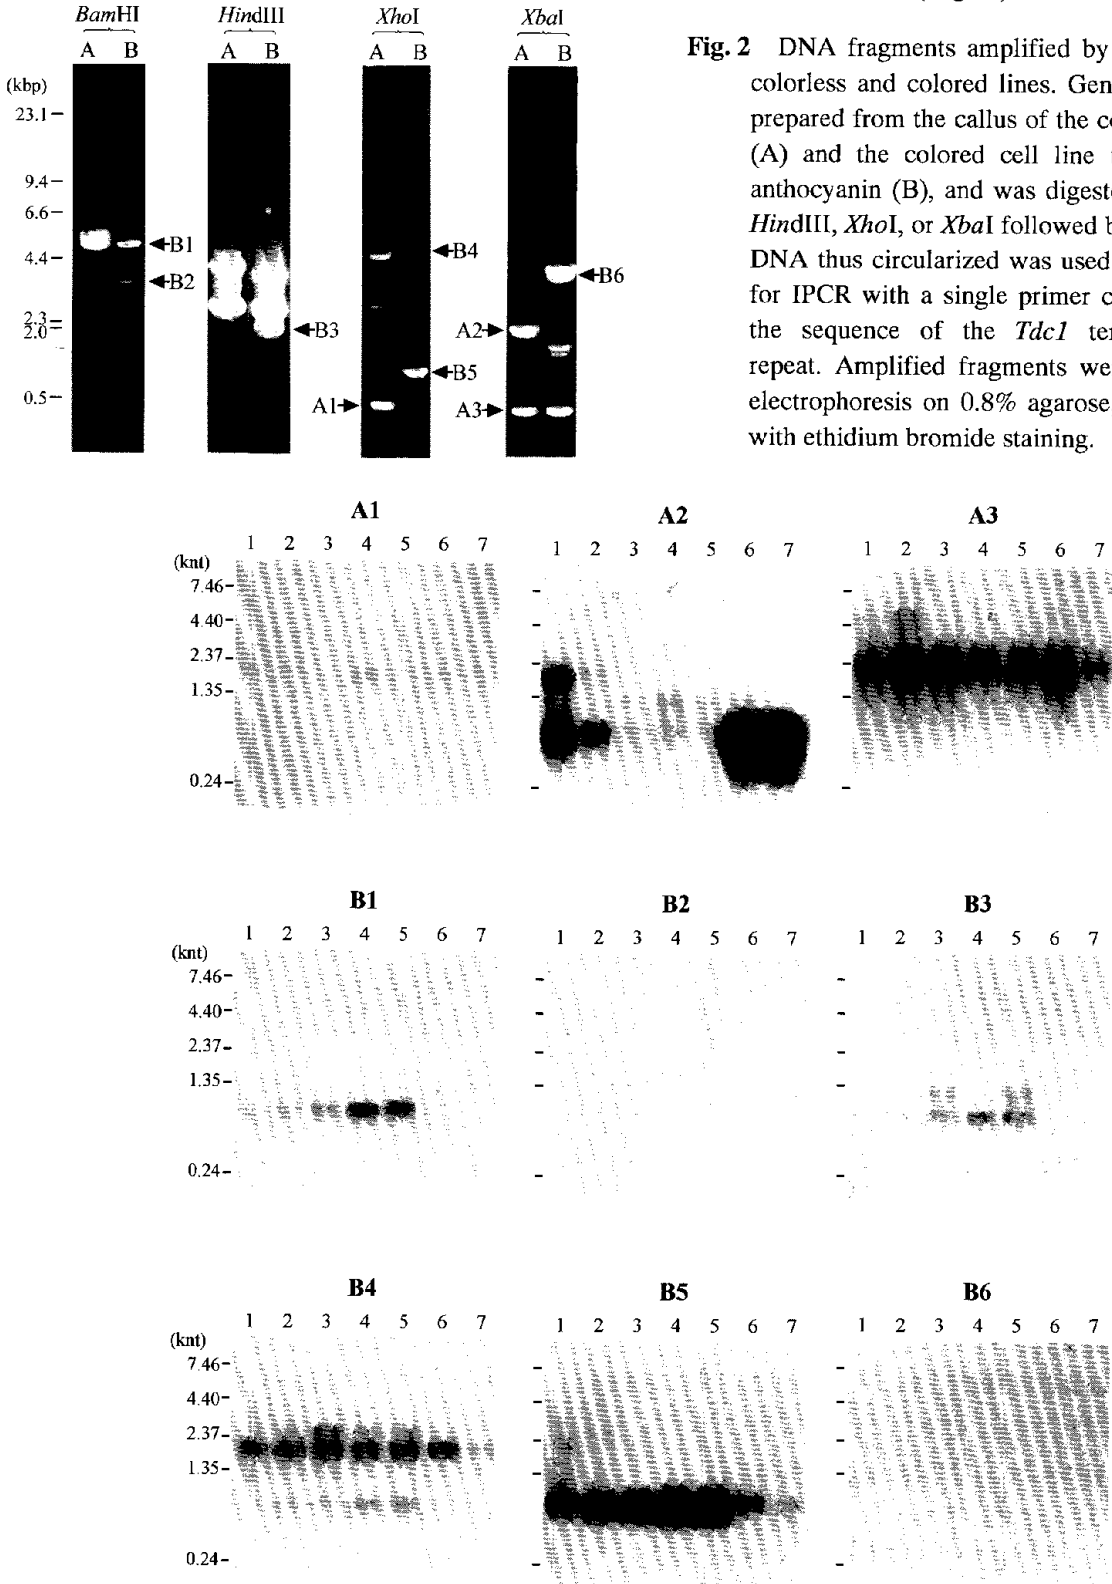 BamHI HindIII XhoI XbaI
A B A B A B A B
(kbp)
23.1
9.4
6.6
4.4
2.3
2.0
0.5
B1
B2
B3
B4
B5
A1
B6
A2
A3
Fig. 2 DNA fragments amplified by
colorless and colored lines. Gen
prepared from the callus of the c
(A) and the colored cell line
anthocyanin (B), and was digest
HindIII, XhoI, or XbaI followed b
DNA thus circularized was used
for IPCR with a single primer c
the sequence of the Tdc1 ter
repeat. Amplified fragments we
electrophoresis on 0.8% agarose
with ethidium bromide staining.
A1 A2 A3
1 2 3 4 5 6 7 1 2 3 4 5 6 7 1 2 3 4 5 6 7
(knt)
7.46
4.40
2.37
1.35
0.24
B1 B2 B3
1 2 3 4 5 6 7 1 2 3 4 5 6 7 1 2 3 4 5 6 7
(knt)
7.46
4.40
2.37
1.35
0.24
B4 B5 B6
1 2 3 4 5 6 7 1 2 3 4 5 6 7 1 2 3 4 5 6 7
(knt)
7.46
4.40
2.37
1.35
0.24